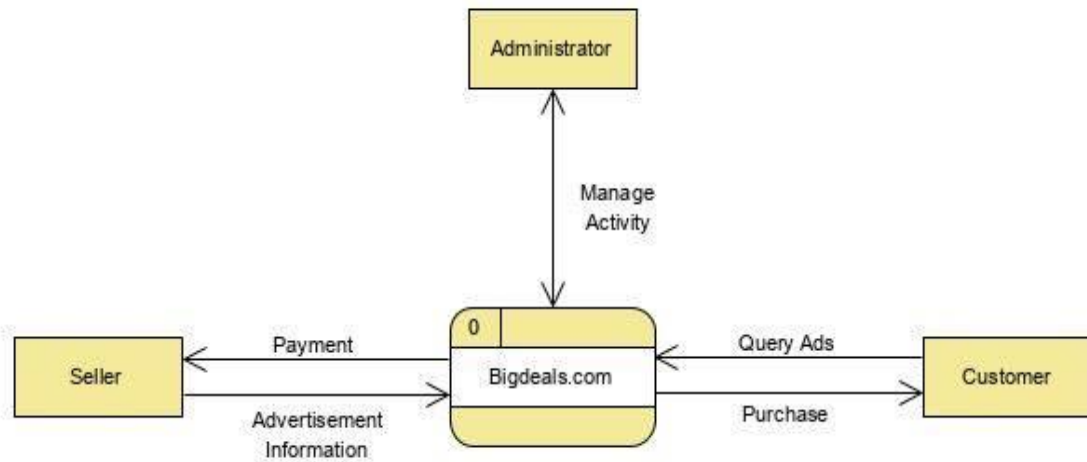 Administrator
Manage
Activity
0
Payment
Query Ads
Seller
Bigdeals.com
Customer
Advertisement
Information
Purchase